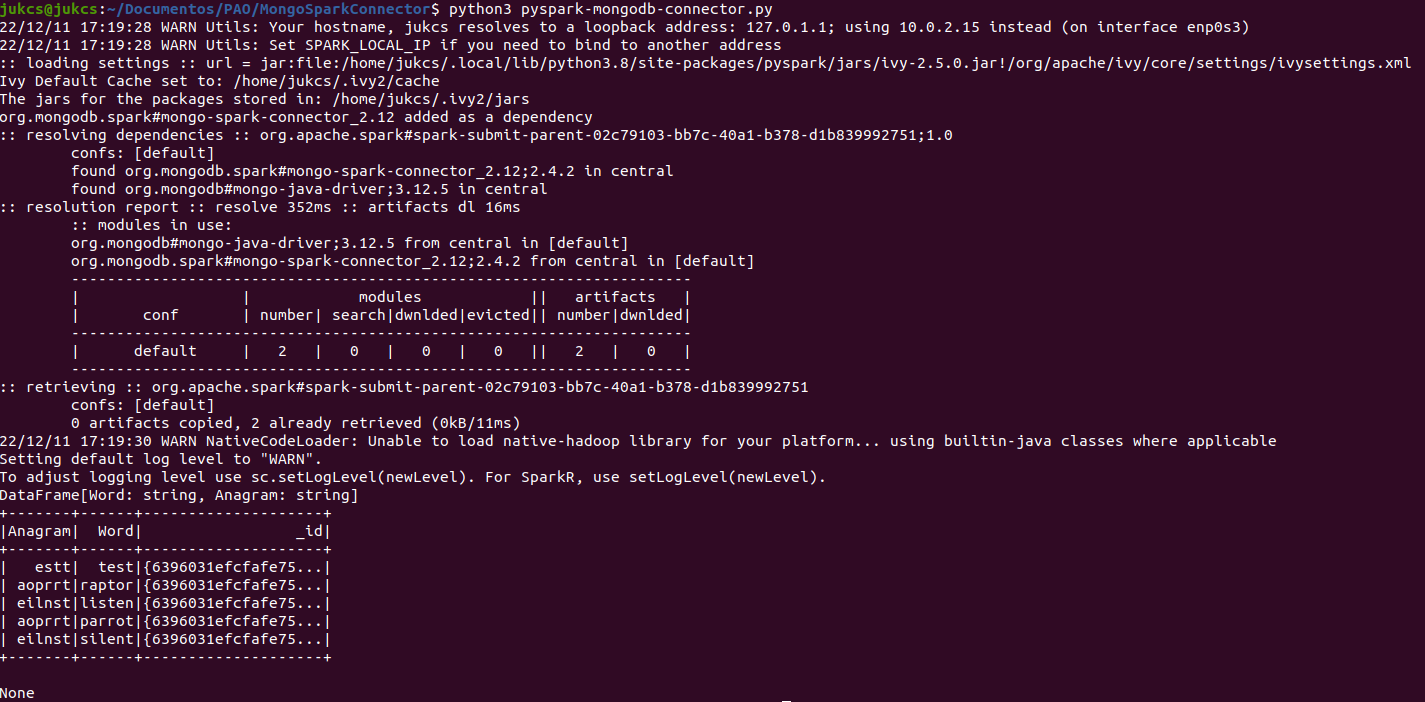 jukcs@jukcs:~/Documentos/PAO/MongoSparkConnector$ python3 pyspark-mongodb-connector.py
22/12/11 17:19:28 WARN Utils: Your hostname, jukcs resolves to a loopback address: 127.0.1.1; using 10.0.2.15 instead (on interface enp0s3)
22/12/11 17:19:28 WARN Utils: Set SPARK_LOCAL_IP if you need to bind to another address
:: loading settings :: url = jar:file:/home/jukcs/.local/lib/python3.8/site-packages/pyspark/jars/ivy-2.5.0.jar!/org/apache/ivy/core/settings/ivysettings.xml
Ivy Default Cache set to: /home/jukcs/.ivy2/cache
The jars for the packages stored in: /home/jukcs/.ivy2/jars
org.mongodb.spark#mongo-spark-connector_2.12 added as a dependency
:: resolving dependencies :: org.apache.spark#spark-submit-parent-02c79103-bb7c-40a1-b378-d1b839992751;1.0
        confs: [default]
        found org.mongodb.spark#mongo-spark-connector_2.12;2.4.2 in central
        found org.mongodb#mongo-java-driver;3.12.5 in central
:: resolution report :: resolve 352ms :: artifacts dl 16ms
        :: modules in use:
        org.mongodb#mongo-java-driver;3.12.5 from central in [default]
        org.mongodb.spark#mongo-spark-connector_2.12;2.4.2 from central in [default]
        ---------------------------------------------------------------------
        |                  |            modules            ||   artifacts   |
        |       conf       | number| search|dwnlded|evicted|| number|dwnlded|
        ---------------------------------------------------------------------
        |      default     |   2   |   0   |   0   |   0   ||   2   |   0   |
        ---------------------------------------------------------------------
:: retrieving :: org.apache.spark#spark-submit-parent-02c79103-bb7c-40a1-b378-d1b839992751
        confs: [default]
        0 artifacts copied, 2 already retrieved (0kB/11ms)
22/12/11 17:19:30 WARN NativeCodeLoader: Unable to load native-hadoop library for your platform... using builtin-java classes where applicable
Setting default log level to "WARN".
To adjust logging level use sc.setLogLevel(newLevel). For SparkR, use setLogLevel(newLevel).
DataFrame[Word: string, Anagram: string]
+-------+------+--------------------+
|Anagram|  Word|                 _id|
+-------+------+--------------------+
|   estt|  test|{6396031efcfafe75...|
| aoprrt|raptor|{6396031efcfafe75...|
| eilnst|listen|{6396031efcfafe75...|
| aoprrt|parrot|{6396031efcfafe75...|
| eilnst|silent|{6396031efcfafe75...|
+-------+------+--------------------+
None